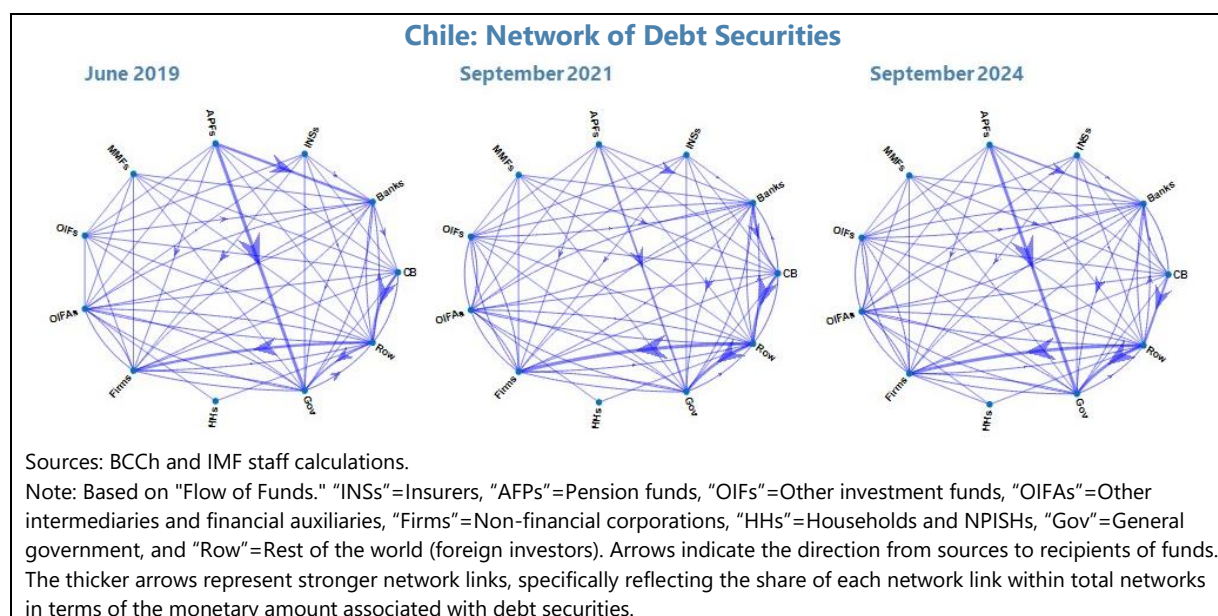 Chile: Network of Debt Securities
June 2019
September 2021
September 2024
APFs
INSs
MMFs
Banks
OIFs
CB
OIFAs
Row
Firms
Gov
HHs
APFs
INSs
MMFs
Banks
OIFs
CB
OIFAs
Row
Firms
Gov
HHs
APFs
INSs
MMFs
Banks
OIFs
CB
OIFAs
Row
Firms
Gov
HHs
Sources: BCCh and IMF staff calculations.
Note: Based on "Flow of Funds." “INSs”=Insurers, “AFPs”=Pension funds, “OIFs”=Other investment funds, “OIFAs”=Other
intermediaries and financial auxiliaries, “Firms”=Non-financial corporations, “HHs”=Households and NPISHs, “Gov”=General
government, and “Row”=Rest of the world (foreign investors). Arrows indicate the direction from sources to recipients of funds.
The thicker arrows represent stronger network links, specifically reflecting the share of each network link within total networks
in terms of the monetary amount associated with debt securities.